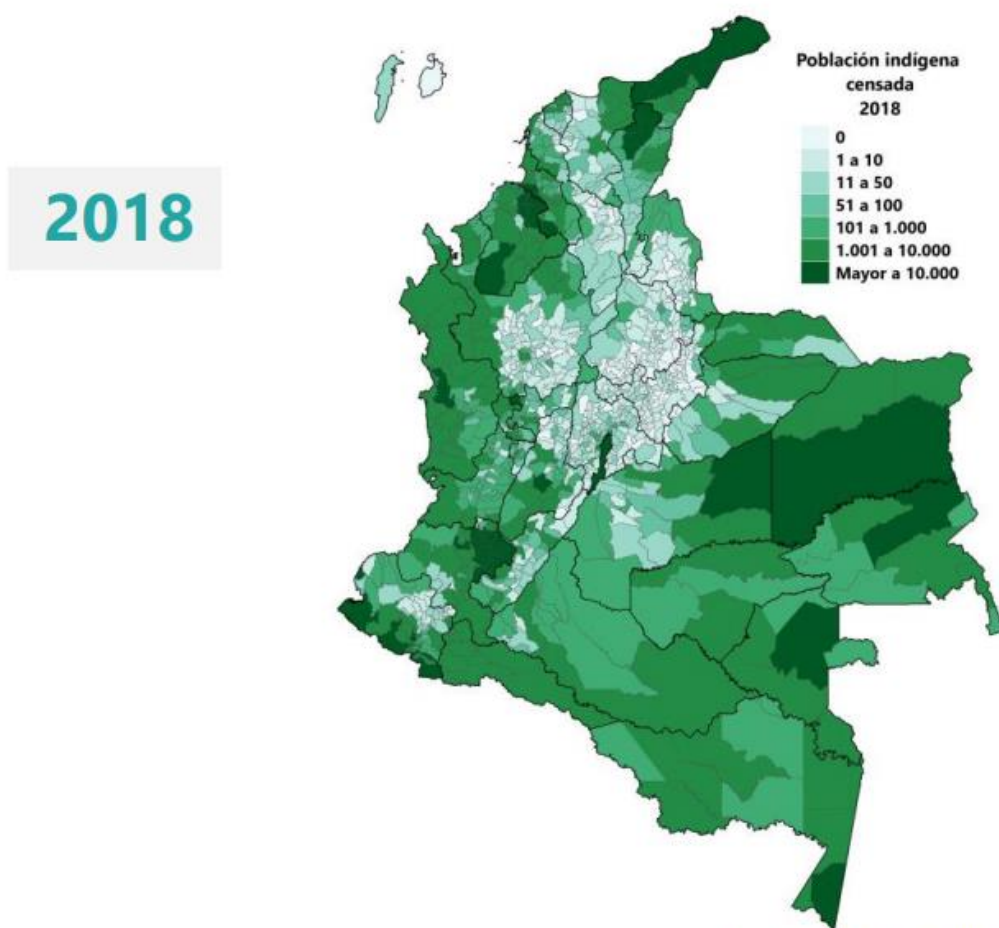 2018
Población indígena
censada
2018
0
1 a 10
11 a 50
51 a 100
101 a 1.000
1.001 a 10.000
Mayor a 10.000